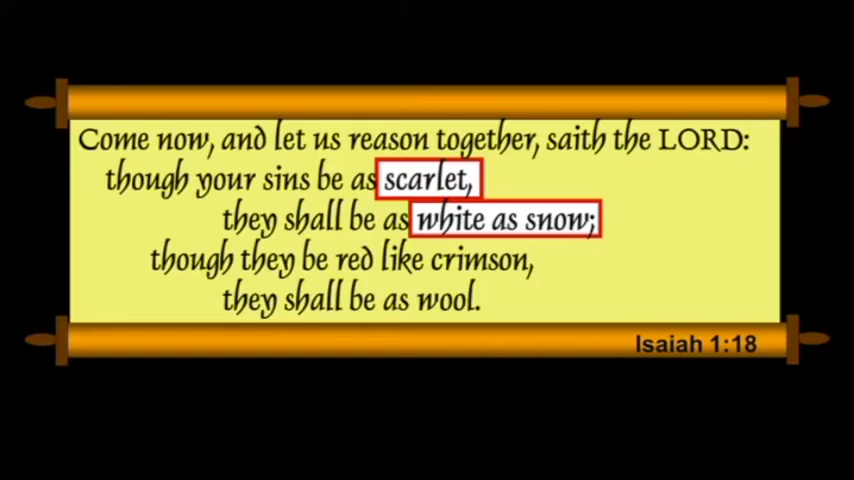 Come now, and let us reason together, saith the LORD:
though your sins be as scarlet,
they shall be as white as snow;
though they be red like crimson,
they shall be as wool.
Isaiah 1:18